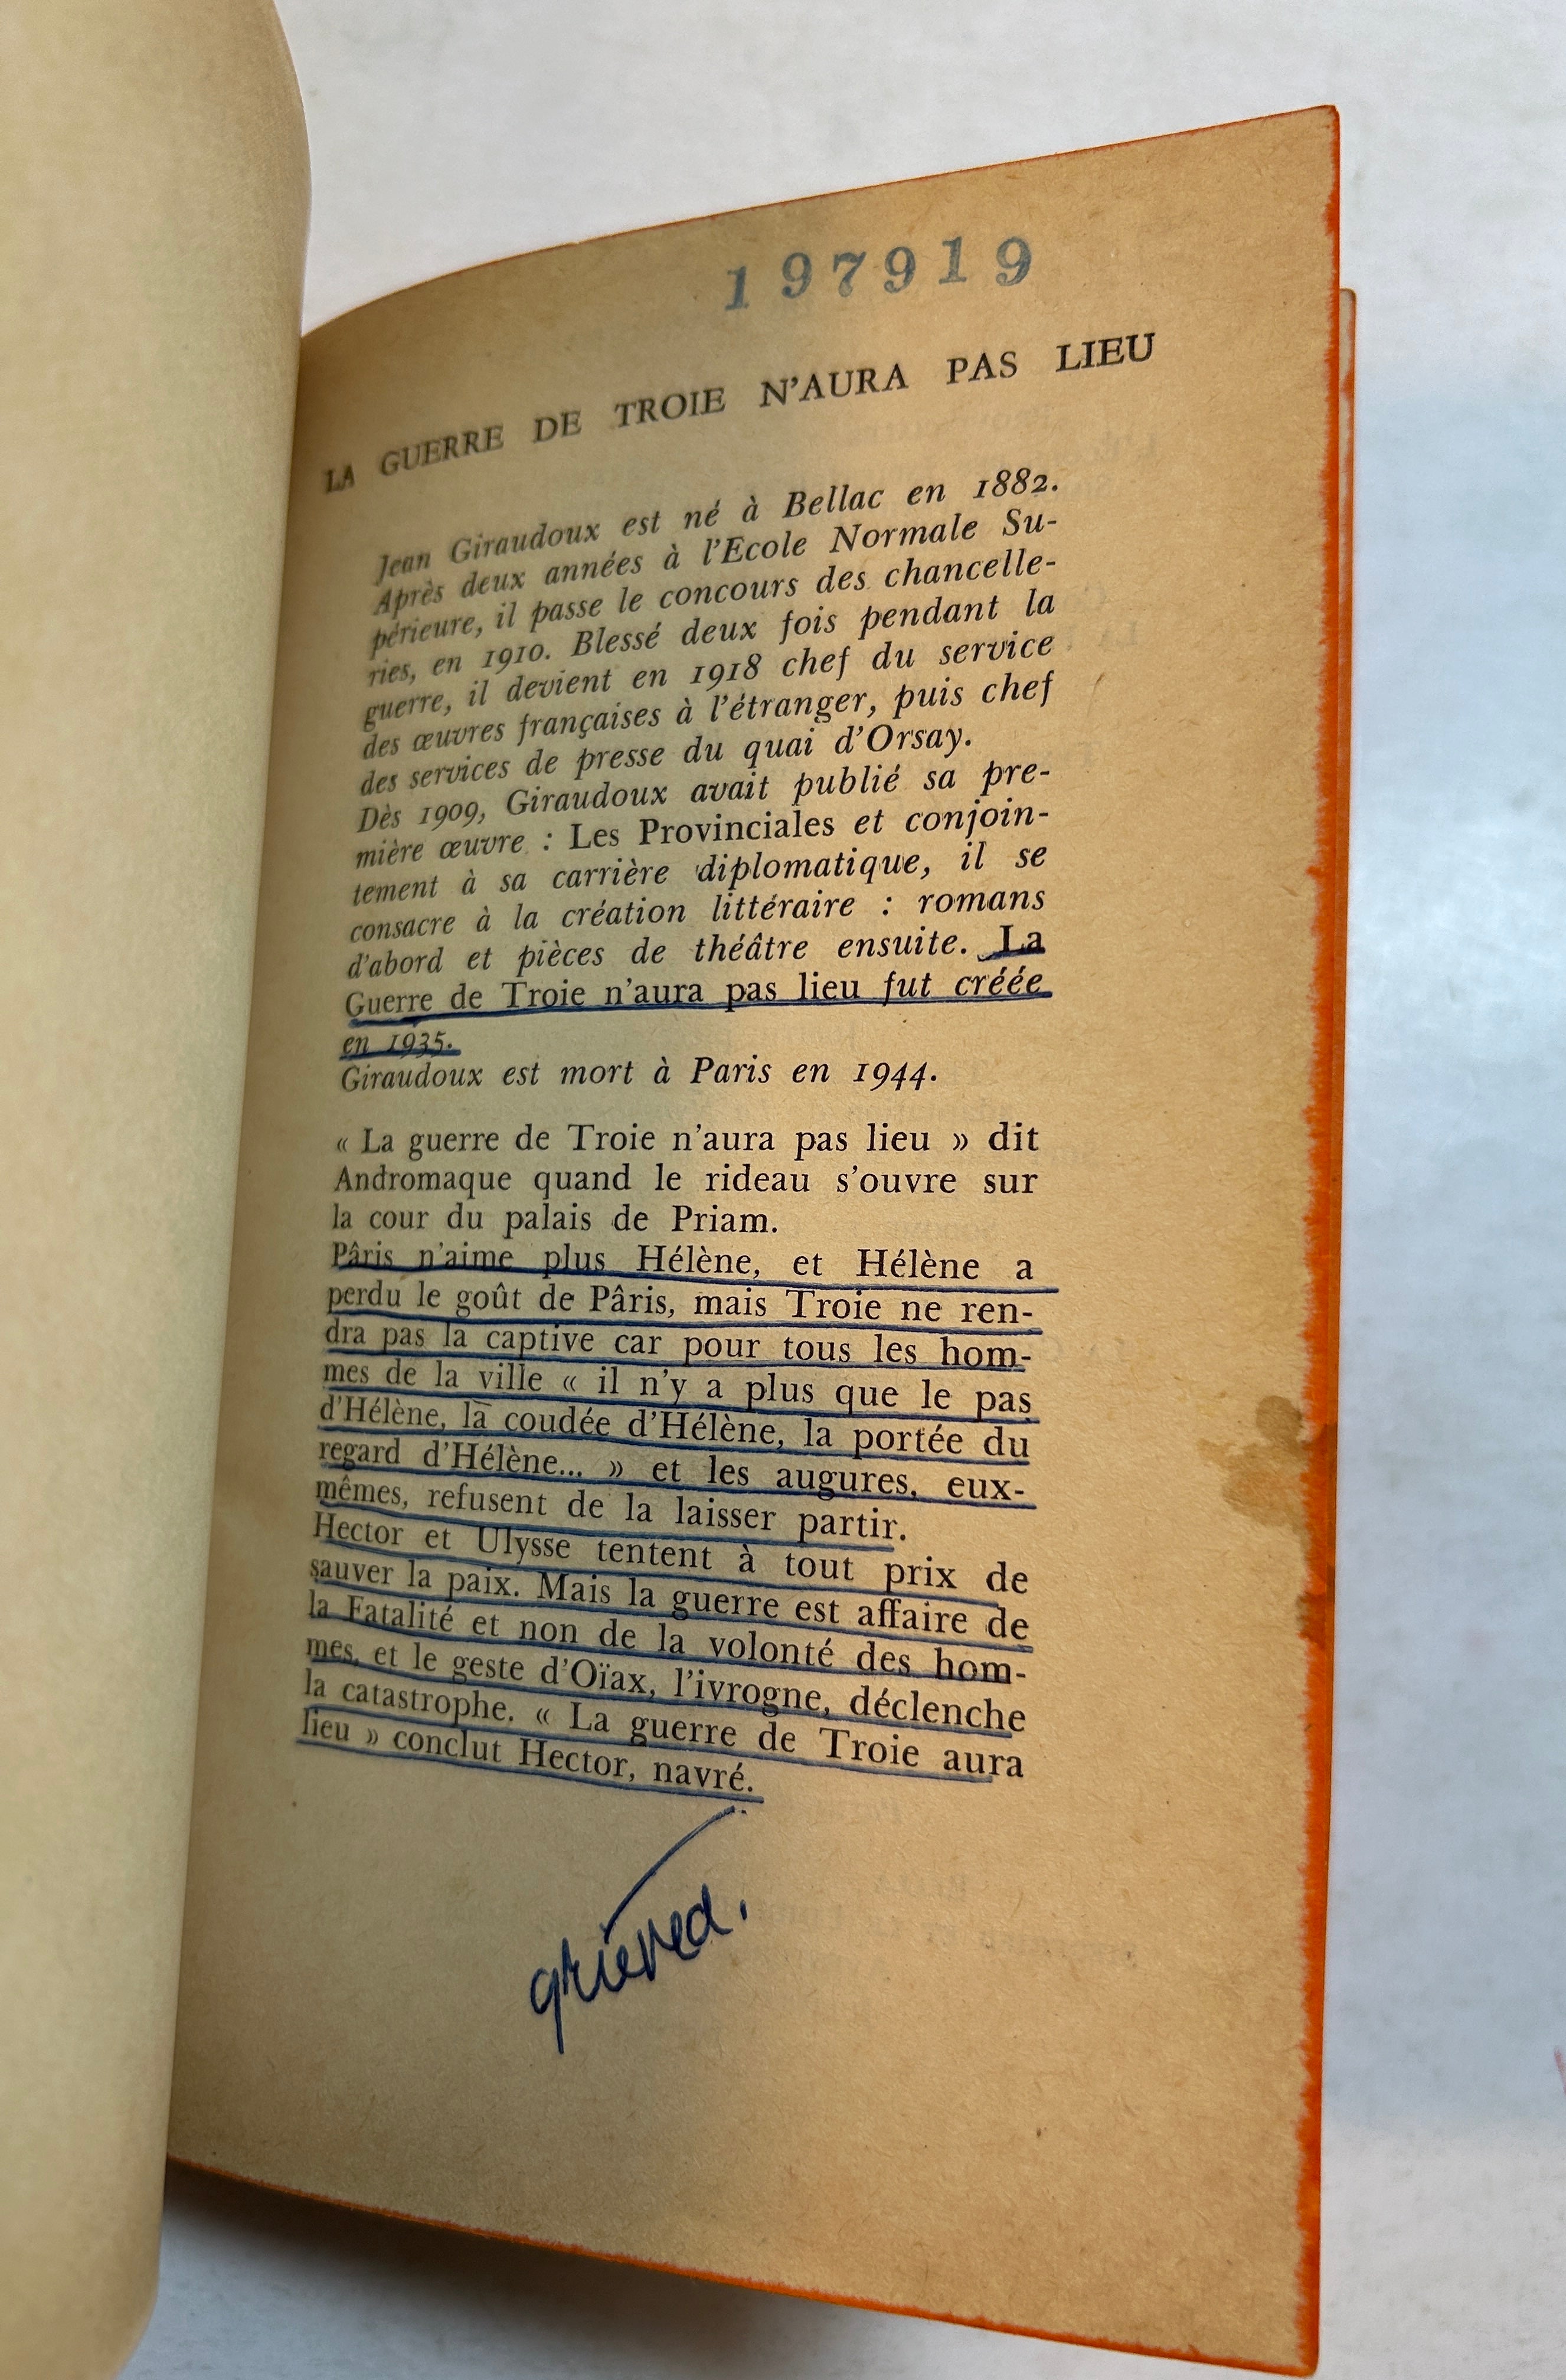 197919
LA GUERRE DE TROIE N'AURA PAS LIEU
Jean Giraudoux est né à Bellac en 1882.
Après deux années à l'Ecole Normale Su-
périeure, il passe le concours des chancelle-
ries, en 1910. Blessé deux fois pendant la
guerre, il devient en 1918 chef du service
des œuvres françaises à l'étranger, puis chef
des services de presse du quai d'Orsay.
Dès 1909, Giraudoux avait publié sa pre-
mière œuvre : Les Provinciales et conjoin-
tement à sa carrière diplomatique, il se
consacre à la création littéraire : romans
d'abord et pièces de théâtre ensuite. La
Guerre de Troie n'aura pas lieu fut créée
en 1935.
Giraudoux est mort à Paris en 1944.
« La guerre de Troie n'aura pas lieu » dit
Andromaque quand le rideau s'ouvre sur
la cour du palais de Priam.
Pâris n'aime plus Hélène, et Hélène a
perdu le goût de Pâris, mais Troie ne ren-
dra pas la captive car pour tous les hom-
mes de la ville « il n'y a plus que le pas
d'Hélène, la coudée d'Hélène, la portée du
regard d'Hélène... » et les augures, eux-
mêmes, refusent de la laisser partir.
Hector et Ulysse tentent à tout prix de
sauver la paix. Mais la guerre est affaire de
la Fatalité et non de la volonté des hom-
mes, et le geste d'Oïax, l'ivrogne, déclenche
la catastrophe. « La guerre de Troie aura
lieu » conclut Hector, navré.
grieved.